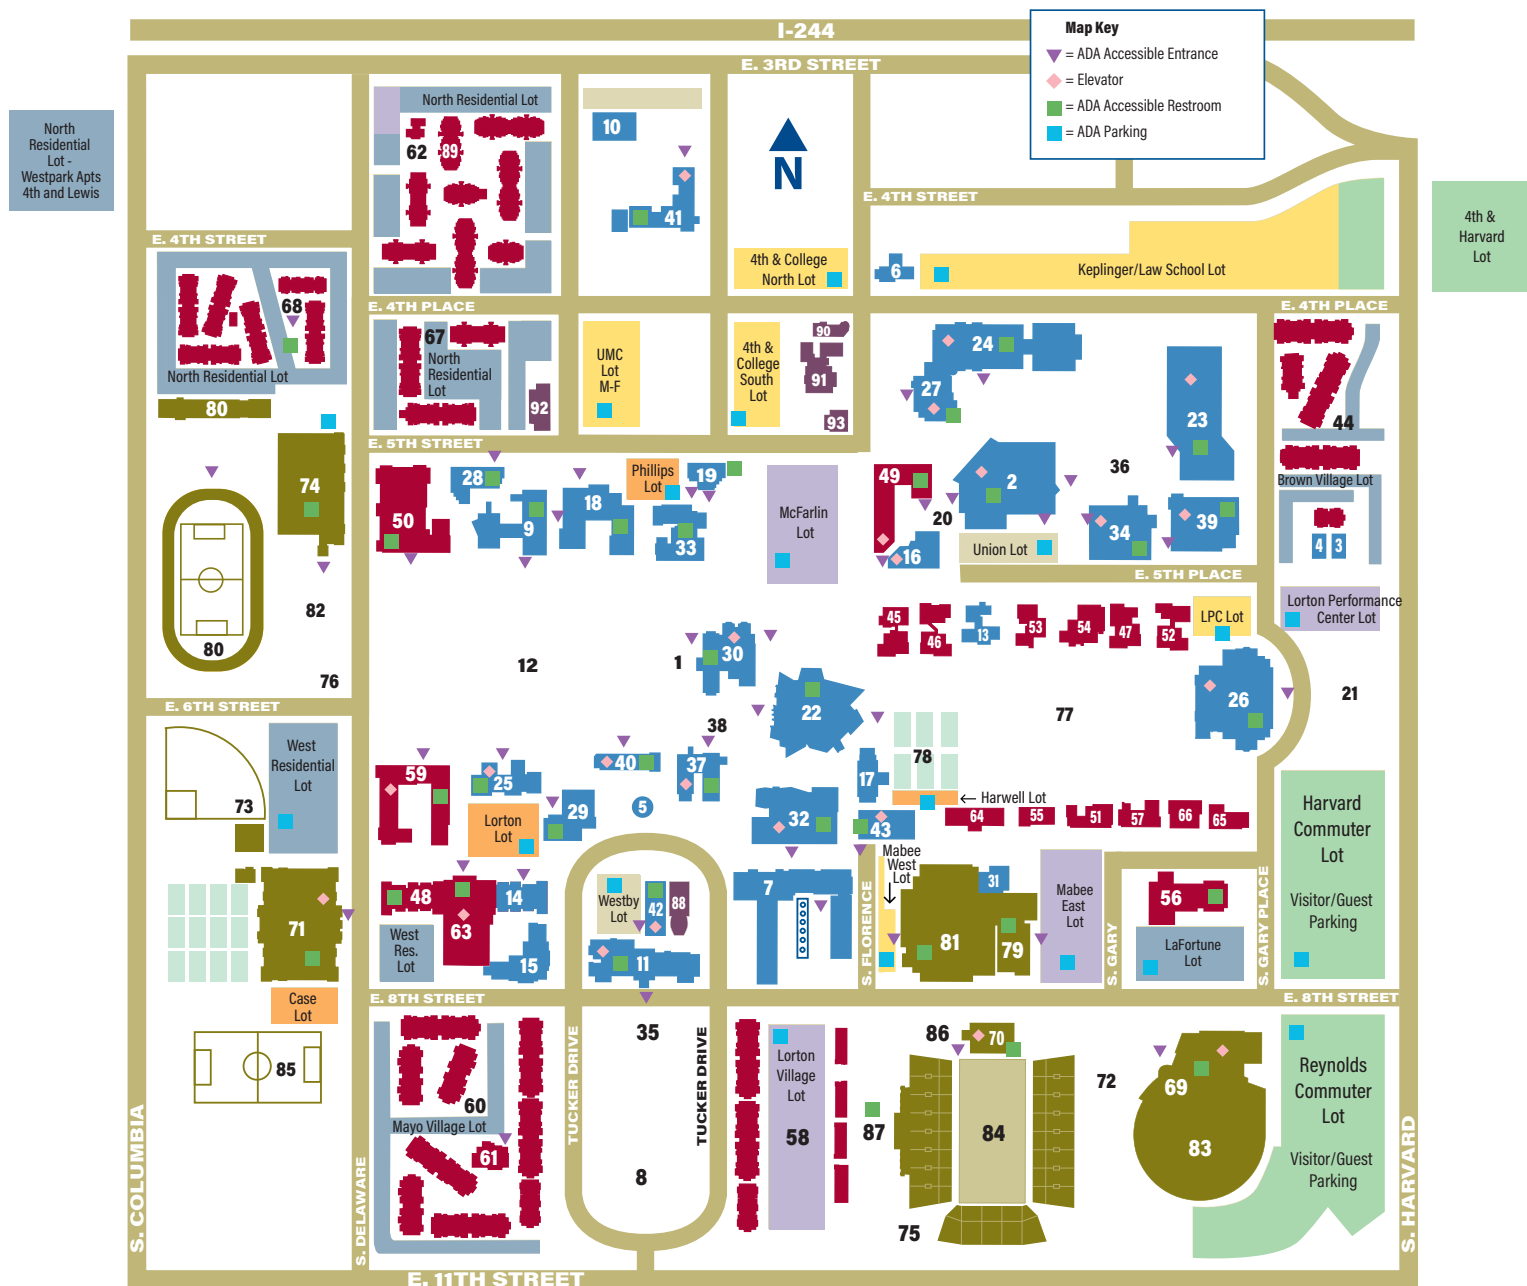 I-244
E. 3RD STREET
Map Key
= ADA Accessible Entrance
= Elevator
= ADA Accessible Restroom
= ADA Parking
North
Residential
Lot -
Westpark Apts
4th and Lewis
North Residential Lot
62
89
10
41
N
E. 4TH STREET
4th & College
North Lot
6
Keplinger/Law School Lot
4th &
Harvard
Lot
E. 4TH STREET
68
North Residential Lot
80
E. 4TH PLACE
E. 4TH PLACE
67
North
Residential
Lot
92
UMC
Lot
M-F
4th &
College
South
Lot
90
91
93
24
27
23
44
Brown Village Lot
4
3
E. 5TH STREET
74
80
82
76
50
28
9
18
Phillips
Lot
19
33
McFarlin
Lot
49
20
16
2
Union Lot
36
34
39
E. 5TH PLACE
Lorton Performance
Center Lot
LPC Lot
45
46
13
53
54
47
52
12
1
30
38
22
77
26
21
E. 6TH STREET
West
Residential
Lot
73
59
25
40
37
5
29
Lorton
Lot
17
78
Harwell Lot
32
43
64
55
51
57
66
65
Harvard
Commuter
Lot
Visitor/Guest
Parking
71
Case
Lot
48
63
14
15
West
Res.
Lot
Westby
Lot
42
88
11
7
Mabee
West
Lot
S. FLORENCE
81
31
79
Mabee
East
Lot
S. GARY
56
LaFortune
Lot
S. GARY PLACE
E. 8TH STREET
E. 8TH STREET
85
60
Mayo Village Lot
61
TUCKER DRIVE
35
8
TUCKER DRIVE
Lorton
Village
Lot
58
87
86
70
84
75
72
69
83
Reynolds
Commuter
Lot
Visitor/Guest
Parking
S. COLUMBIA
S. DELAWARE
S. HARVARD
E. 11TH STREET